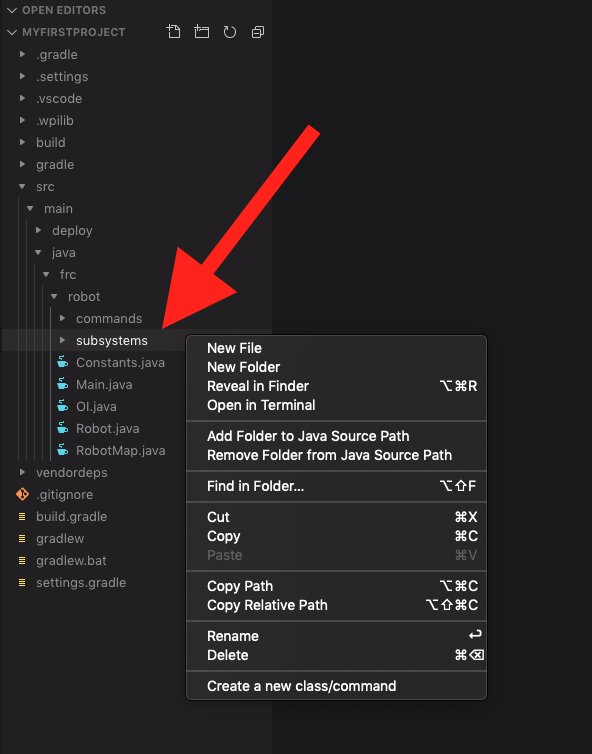 OPEN EDITORS
MYFIRSTPROJECT
.gradle
.settings
.vscode
.wpilib
build
gradle
src
main
deploy
java
frc
robot
commands
subsystems
Constants.java
Main.java
OI.java
Robot.java
RobotMap.java
vendordeps
.gitignore
build.gradle
gradlew
gradlew.bat
settings.gradle
New File
New Folder
Reveal in Finder ⌥⌘R
Open in Terminal
Add Folder to Java Source Path
Remove Folder from Java Source Path
Find in Folder... ⌥⇧F
Cut ⌘X
Copy ⌘C
Paste ⌘V
Copy Path ⌥⌘C
Copy Relative Path ⌥⇧⌘C
Rename ↩
Delete ⌘⌫
Create a new class/command